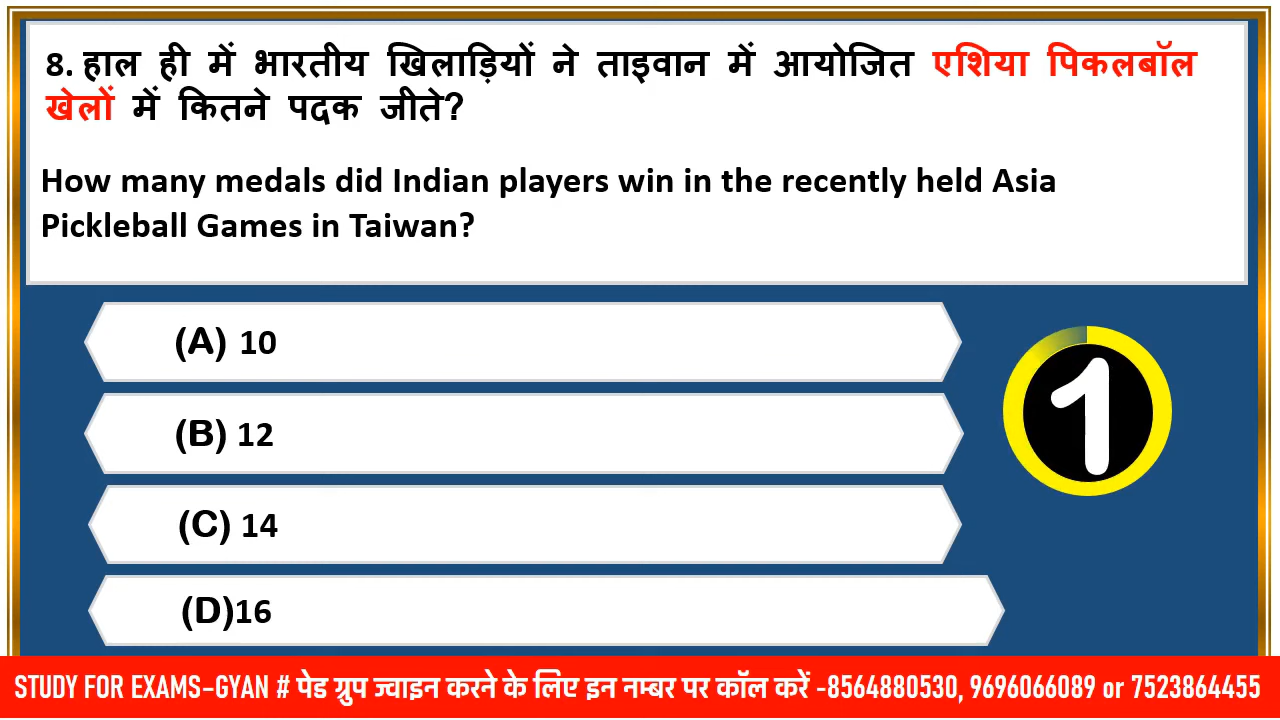 8. हाल ही में भारतीय खिलाड़ियों ने ताइवान में आयोजित एशिया पिकलबॉल
खेलों में कितने पदक जीते?
How many medals did Indian players win in the recently held Asia
Pickleball Games in Taiwan?
(A) 10
(B) 12
(C) 14
(D)16
1
STUDY FOR EXAMS-GYAN # पेड ग्रुप ज्वाइन करने के लिए इन नम्बर पर कॉल करें -8564880530, 9696066089 or 7523864455